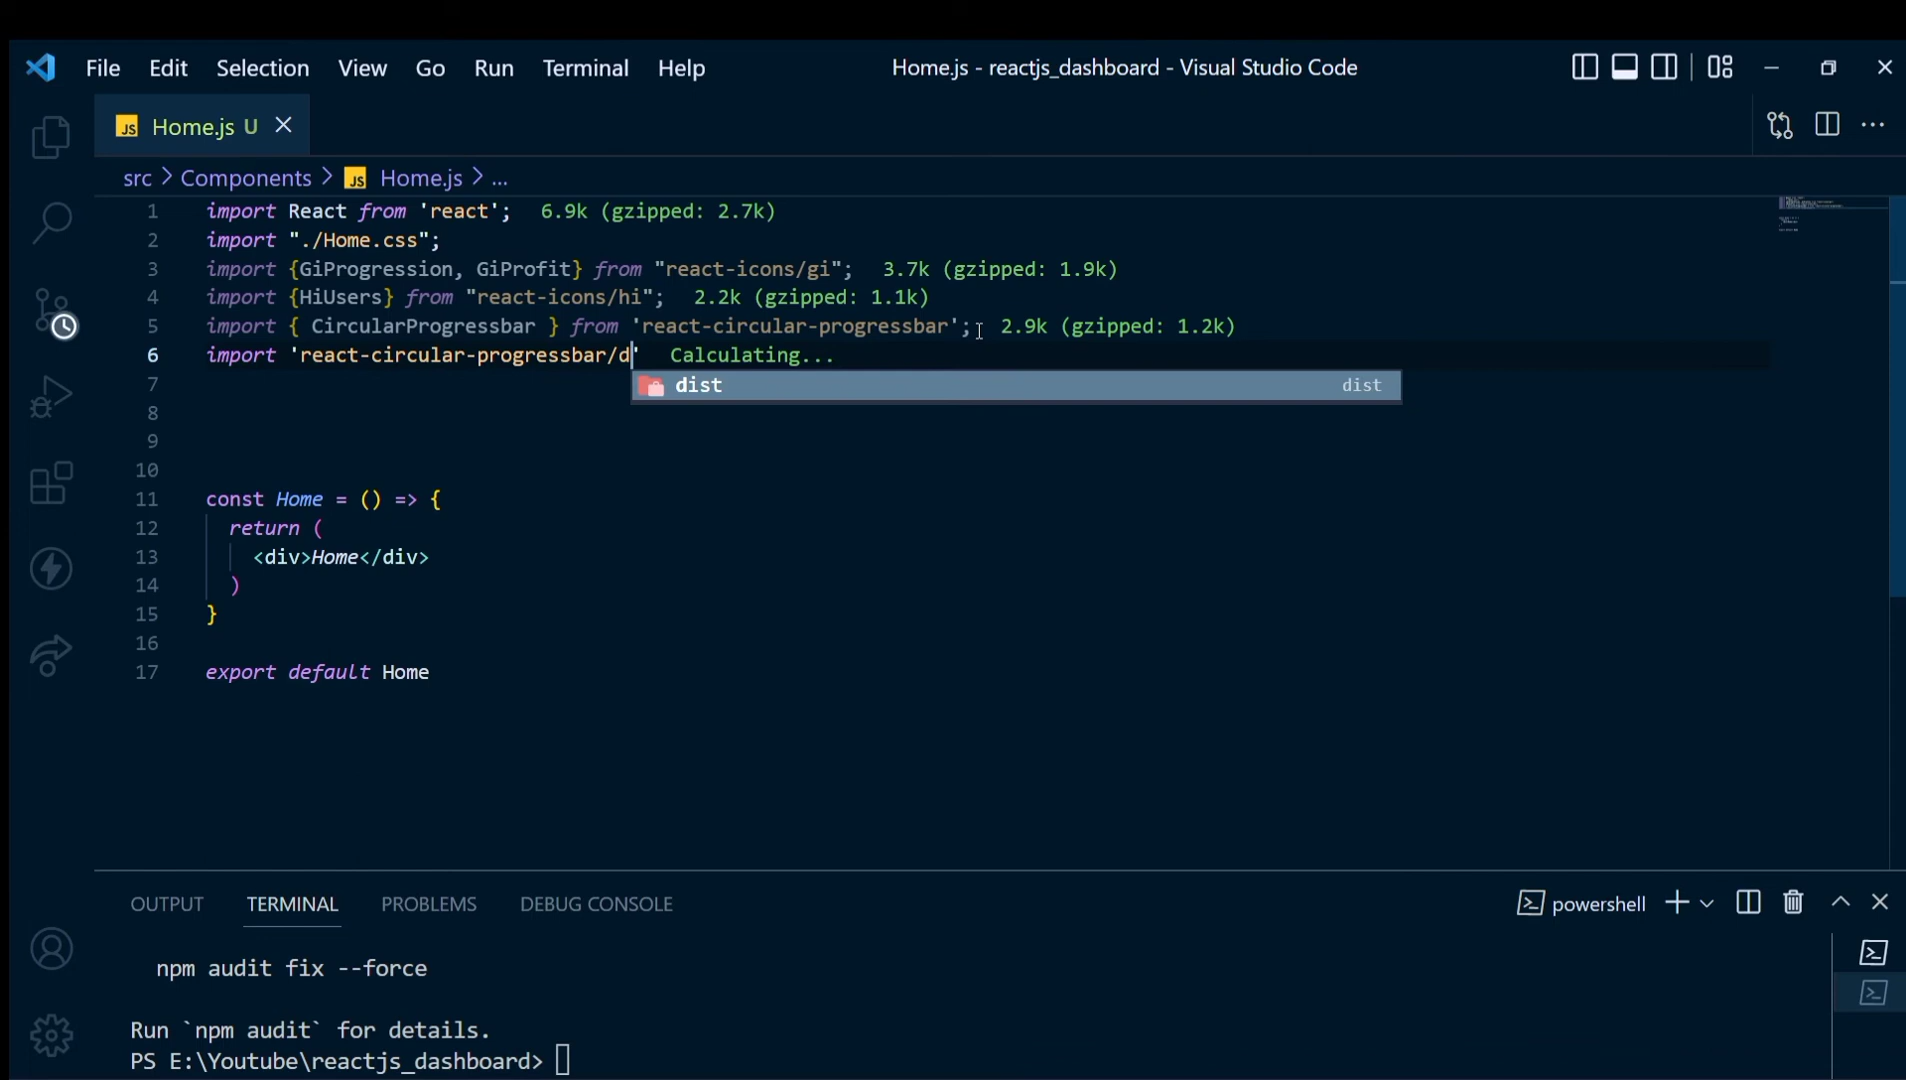 File Edit Selection View Go Run Terminal Help Home.js - reactjs_dashboard - Visual Studio Code
JS Home.js U
src > Components > JS Home.js > ...
1 import React from 'react'; 6.9k (gzipped: 2.7k)
2 import "./Home.css";
3 import {GiProgression, GiProfit} from "react-icons/gi"; 3.7k (gzipped: 1.9k)
4 import {HiUsers} from "react-icons/hi"; 2.2k (gzipped: 1.1k)
5 import { CircularProgressbar } from 'react-circular-progressbar'; 2.9k (gzipped: 1.2k)
6 import 'react-circular-progressbar/d' Calculating...
7 dist dist
8
9
10
11 const Home = () => {
12 return (
13 <div>Home</div>
14 )
15 }
16
17 export default Home
OUTPUT TERMINAL PROBLEMS DEBUG CONSOLE powershell
npm audit fix --force
Run `npm audit` for details.
PS E:\Youtube\reactjs_dashboard>